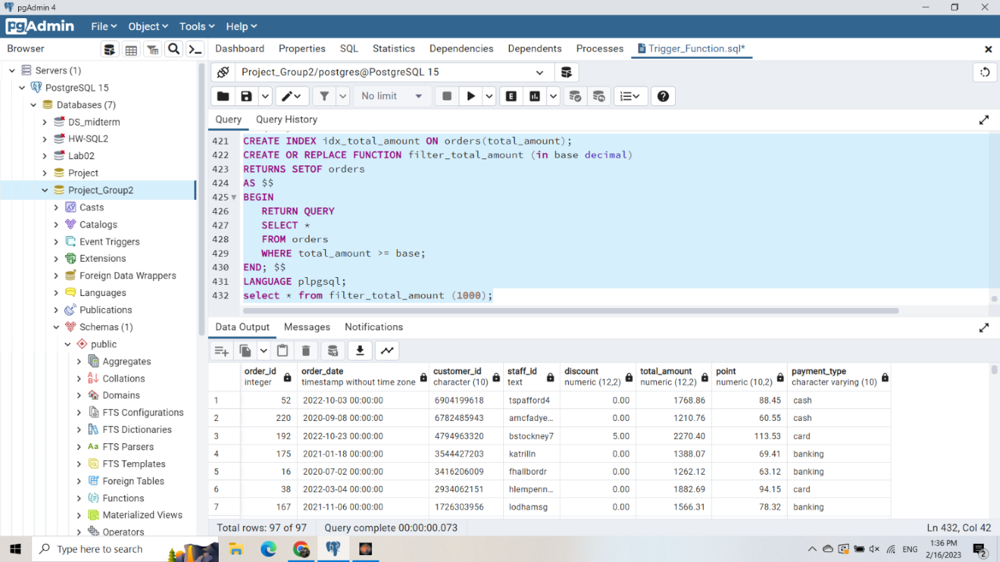 pgAdmin 4
pgAdmin File Object Tools Help
Browser
Dashboard Properties SQL Statistics Dependencies Dependents Processes Trigger_Function.sql*
Servers (1)
PostgreSQL 15
Databases (7)
DS_midterm
HW-SQL2
Lab02
Project
Project_Group2
Casts
Catalogs
Event Triggers
Extensions
Foreign Data Wrappers
Languages
Publications
Schemas (1)
public
Aggregates
Collations
Domains
FTS Configurations
FTS Dictionaries
FTS Parsers
Aa
FTS Templates
Foreign Tables
Functions
Materialized Views
Operators
Project_Group2/postgres@PostgreSQL 15
No limit
E
Query Query History
421 CREATE INDEX idx_total_amount ON orders(total_amount);
422 CREATE OR REPLACE FUNCTION filter_total_amount (in base decimal)
423 RETURNS SETOF orders
424 AS $$
425 BEGIN
426 RETURN QUERY
427 SELECT *
428 FROM orders
429 WHERE total_amount >= base;
430 END; $$
431 LANGUAGE plpgsql;
432 select * from filter_total_amount (1000);
Data Output Messages Notifications
order_id order_date customer_id staff_id discount total_amount point payment_type
integer timestamp without time zone character (10) text numeric (12,2) numeric (12,2) numeric (10,2) character varying (10)
1 52 2022-10-03 00:00:00 6904199618 tspafford4 0.00 1768.86 88.45 cash
2 220 2020-09-08 00:00:00 6782485943 amcfadye... 0.00 1210.76 60.55 cash
3 192 2022-10-23 00:00:00 4794963320 bstockney7 5.00 2270.40 113.53 card
4 175 2021-01-18 00:00:00 3544427203 katrilln 0.00 1388.07 69.41 banking
5 16 2020-07-02 00:00:00 3416206009 fhallbordr 0.00 1262.12 63.12 banking
6 38 2022-03-04 00:00:00 2934062151 hlempenn... 0.00 1882.69 94.15 card
7 167 2021-11-06 00:00:00 1726303956 lodhamsg 0.00 1566.31 78.32 banking
Total rows: 97 of 97 Query complete 00:00:00.073 Ln 432, Col 42
Type here to search
ENG
1:36 PM
2/16/2023
2